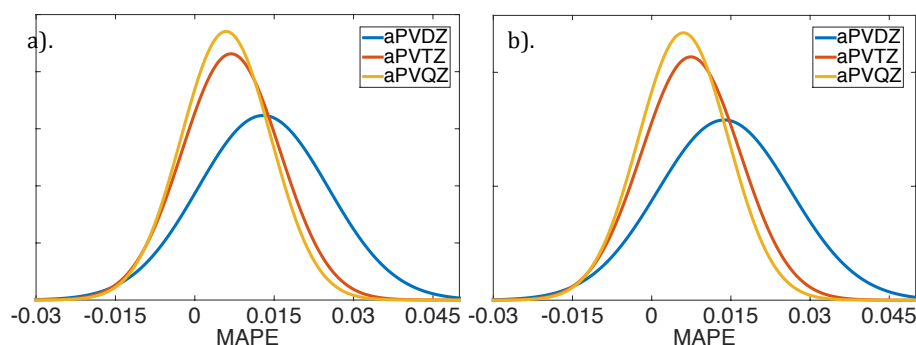 a).
aPVDZ
aPVTZ
aPVQZ
-0.03 -0.015 0 0.015 0.03 0.045
MAPE
b).
aPVDZ
aPVTZ
aPVQZ
-0.03 -0.015 0 0.015 0.03 0.045
MAPE